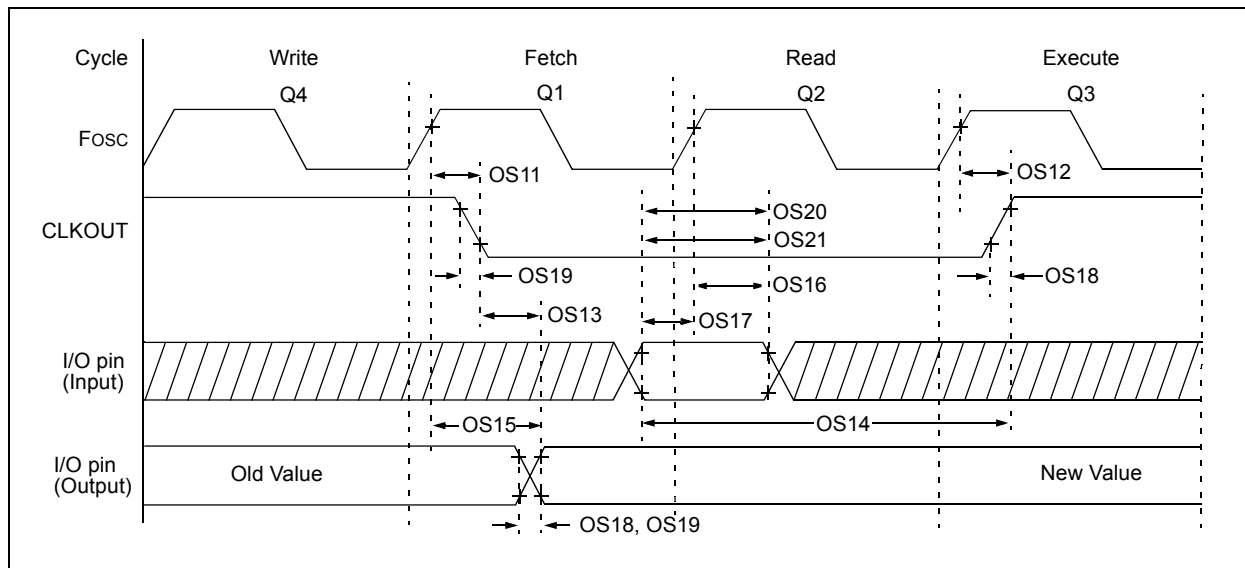 Cycle Write Fetch Read Execute
Q4 Q1 Q2 Q3
FOSC
OS11 OS12
OS20
CLKOUT
OS21
OS19 OS16 OS18
OS13 OS17
I/O pin
(Input)
OS15 OS14
I/O pin
(Output)
Old Value New Value
OS18, OS19